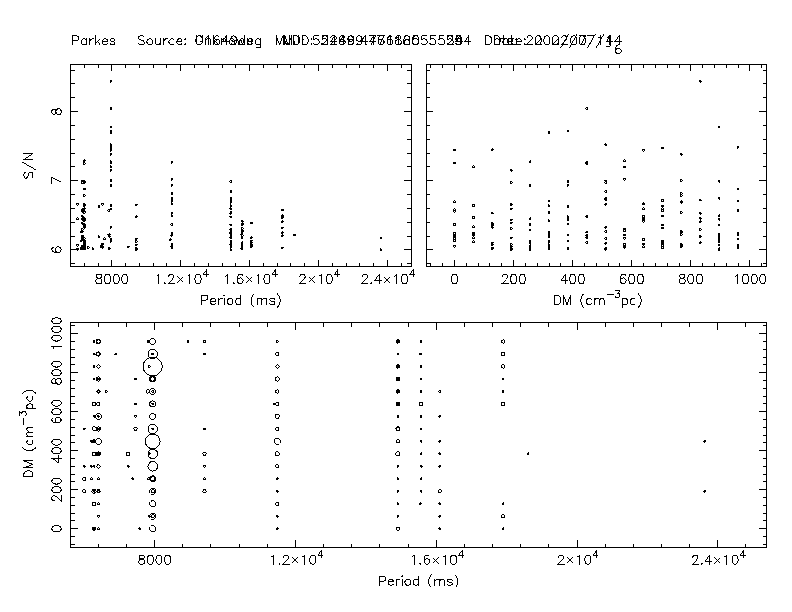 Parkes Source:
S/N
8
7
6
8000 1.2×10⁴ 1.6×10⁴ 2×10⁴ 2.4×10⁴
Period (ms)
0 200 400 600 800 1000
DM (cm⁻³pc)
DM (cm⁻³pc)
1000
800
600
400
200
0
8000 1.2×10⁴ 1.6×10⁴ 2×10⁴ 2.4×10⁴
Period (ms)